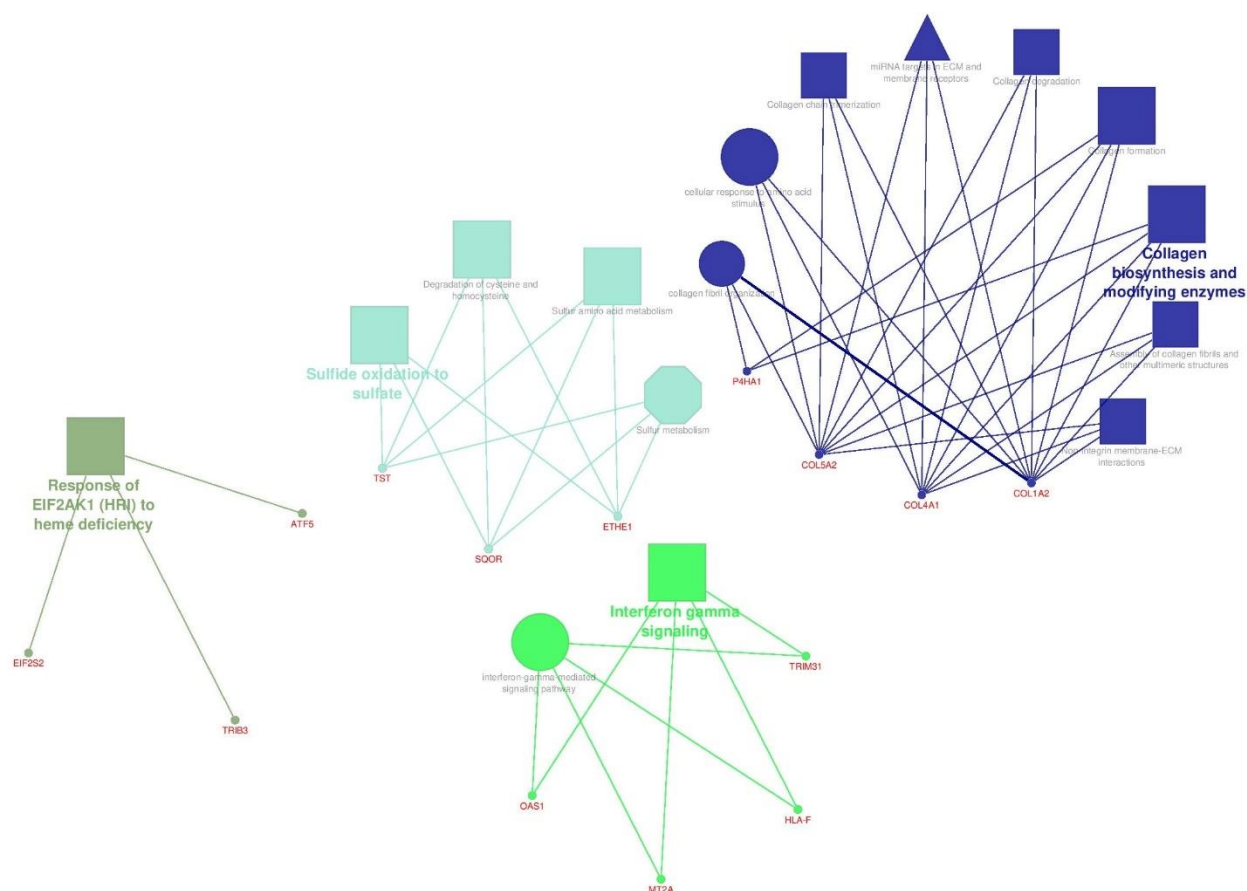 miRNA targets in ECM and
membrane receptors
Collagen degradation
Collagen chain trimerization
Collagen formation
cellular response to amino acid
stimulus
Collagen
biosynthesis and
modifying enzymes
collagen fibril organization
Degradation of cysteine and
homocysteine
Sulfur amino acid metabolism
Assembly of collagen fibrils and
other multimeric structures
Sulfide oxidation to
sulfate
P4HA1
Sulfur metabolism
Non-integrin membrane-ECM
interactions
COL5A2
COL4A1
COL1A2
TST
ETHE1
SQOR
Response of
EIF2AK1 (HRI) to
heme deficiency
ATF5
EIF2S2
TRIB3
Interferon gamma
signaling
interferon-gamma-mediated
signaling pathway
TRIM31
OAS1
HLA-F
MT2A